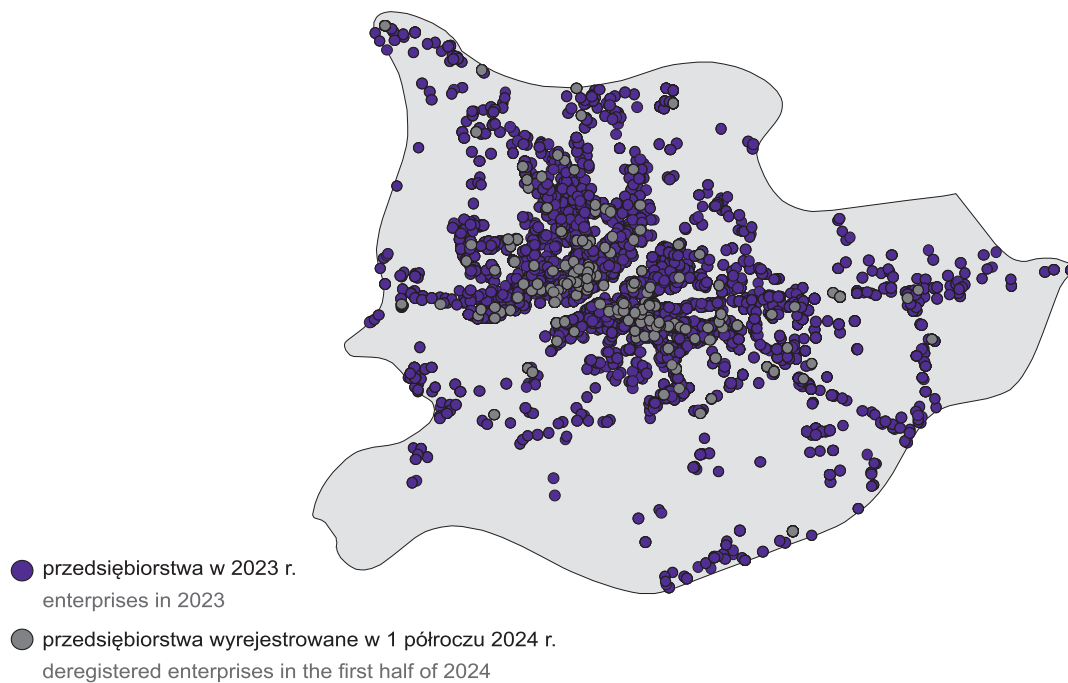 przedsiębiorstwa w 2023 r.
enterprises in 2023
przedsiębiorstwa wyrejestrowane w 1 półroczu 2024 r.
deregistered enterprises in the first half of 2024